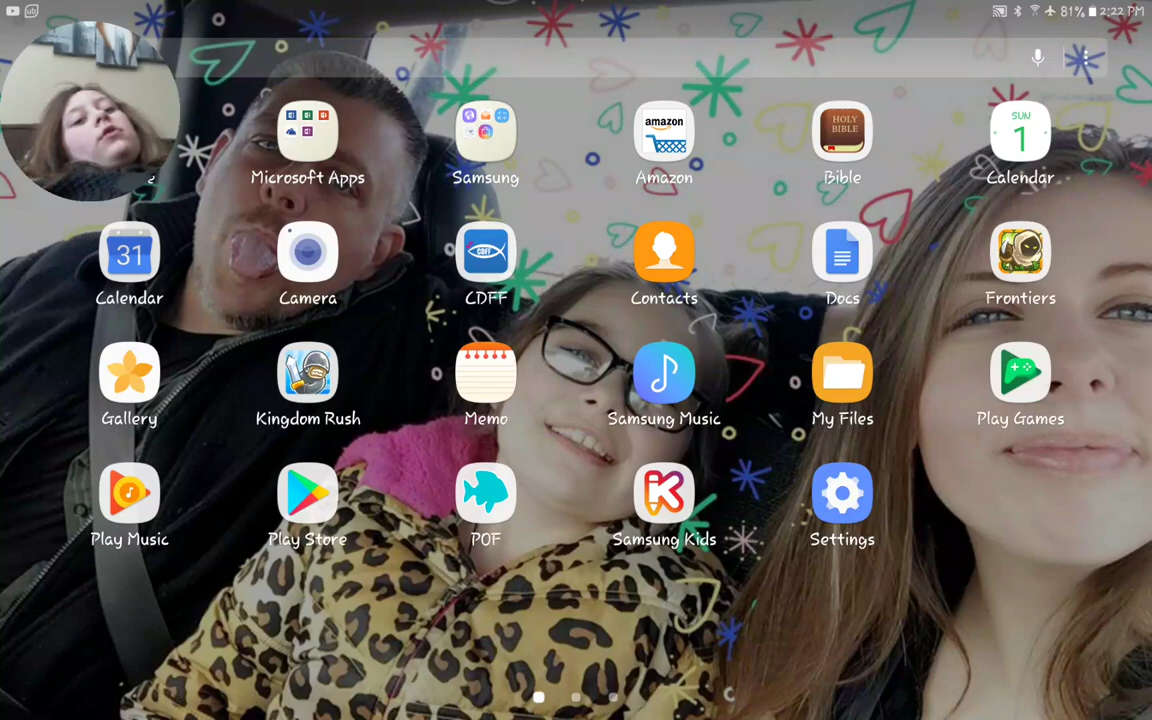 81% 2:22 PM
amazon
HOLY BIBLE
SUN
1
Microsoft Apps
Samsung
Amazon
Bible
Calendar
31
CDFF
Calendar
Camera
CDFF
Contacts
Docs
Frontiers
Gallery
Kingdom Rush
Memo
Samsung Music
My Files
Play Games
Play Music
Play Store
POF
Samsung Kids
Settings